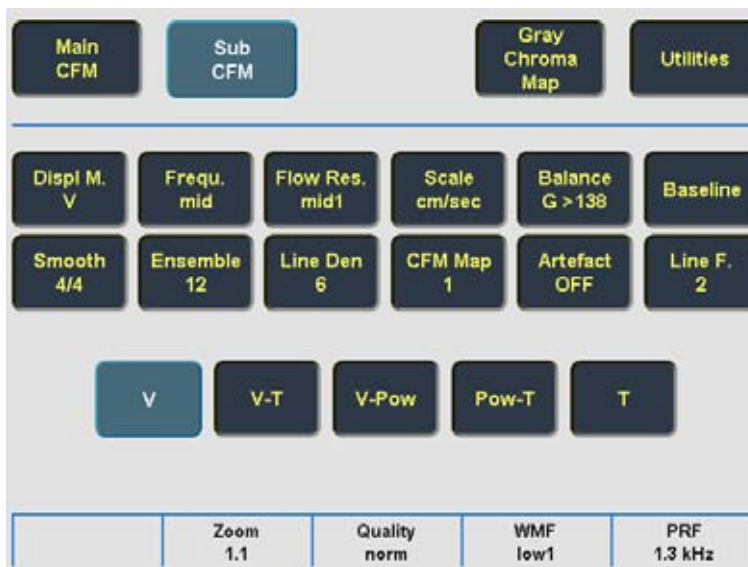 Main
CFM
Sub
CFM
Gray
Chroma
Map
Utilities
Displ M.
V
Frequ.
mid
Flow Res.
mid1
Scale
cm/sec
Balance
G >138
Baseline
Smooth
4/4
Ensemble
12
Line Den
6
CFM Map
1
Artefact
OFF
Line F.
2
V
V-T
V-Pow
Pow-T
T
Zoom
1.1
Quality
norm
WMF
low1
PRF
1.3 kHz